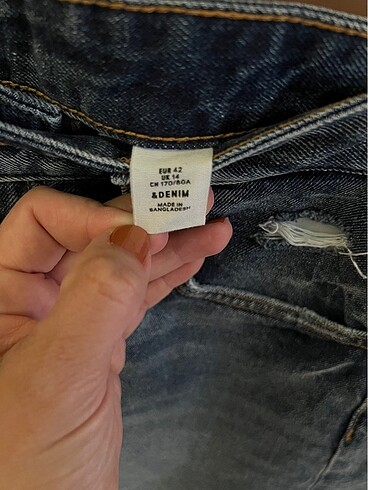 EUR 42
UK 14
CN 170/80A
&DENIM
MADE IN
BANGLADESH